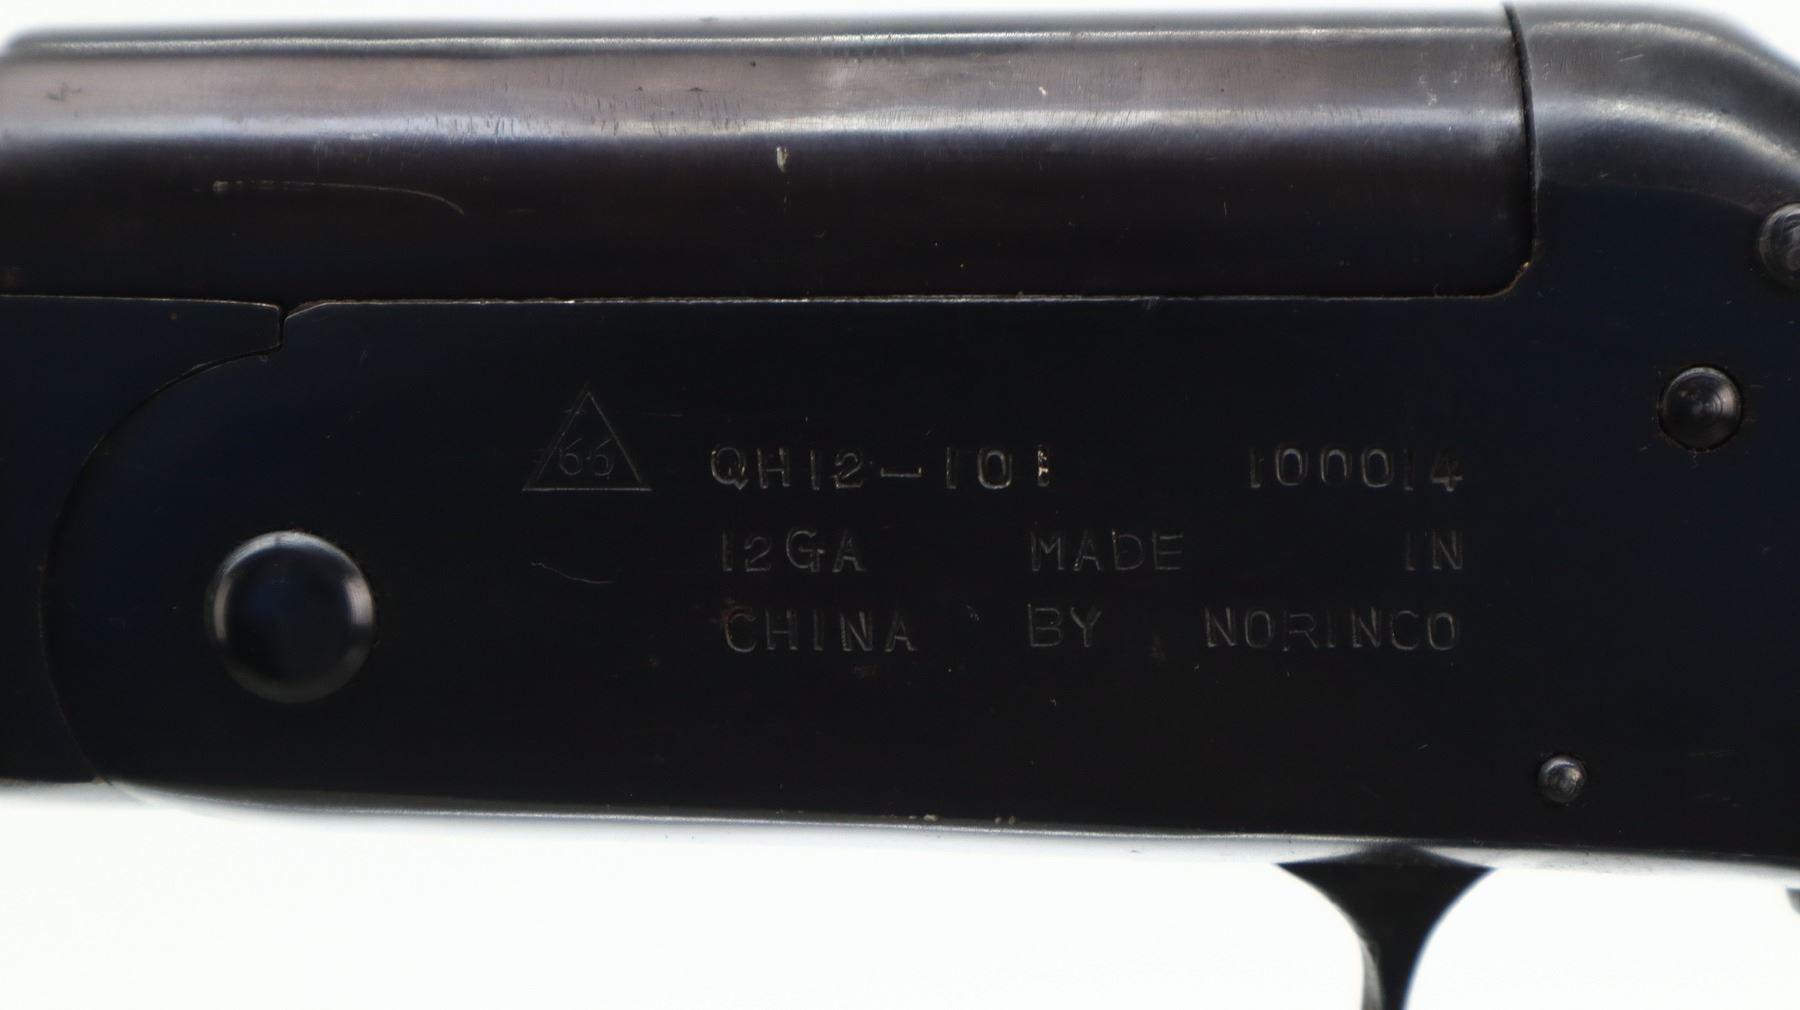 66 QH12-101 100014
12GA MADE IN
CHINA BY NORINCO